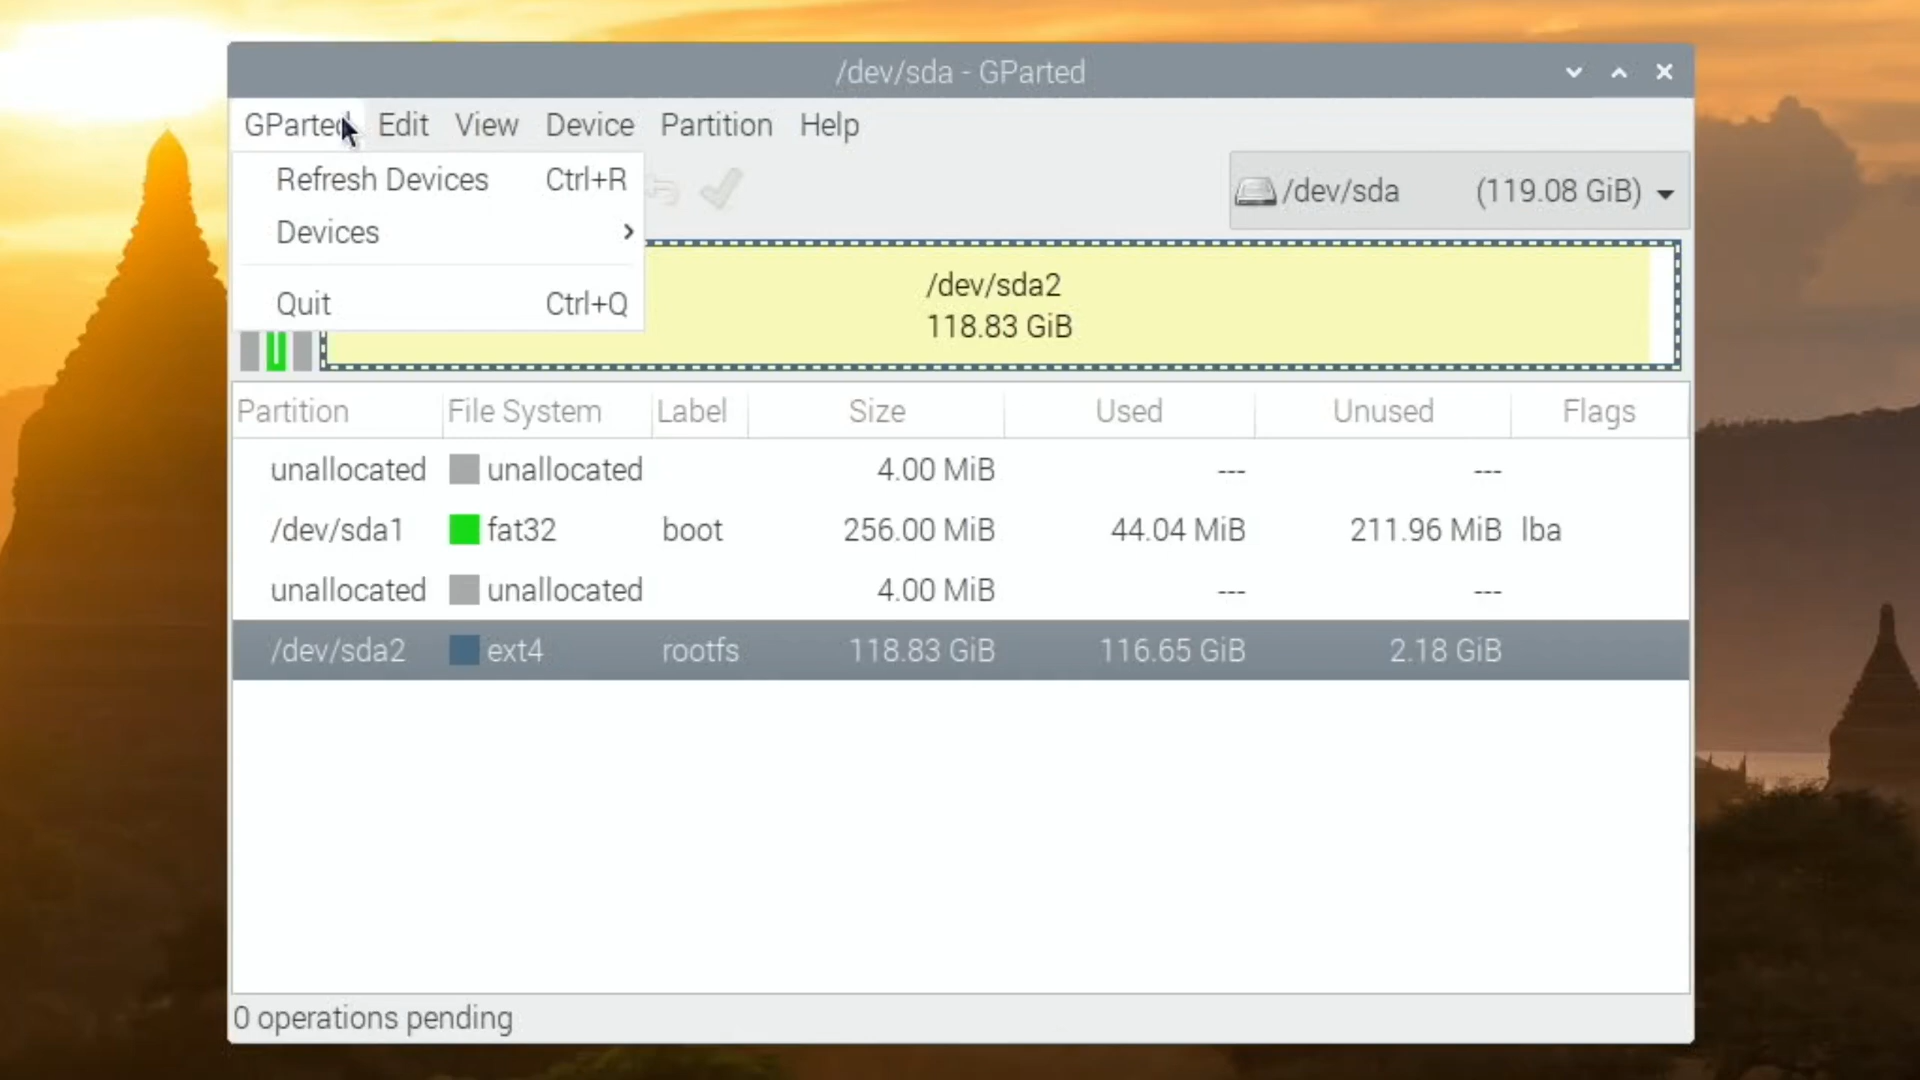 /dev/sda - GParted
GParted Edit View Device Partition Help
Refresh Devices Ctrl+R
Devices
Quit Ctrl+Q
/dev/sda (119.08 GiB)
/dev/sda2
118.83 GiB
Partition File System Label Size Used Unused Flags
unallocated unallocated 4.00 MiB --- ---
/dev/sda1 fat32 boot 256.00 MiB 44.04 MiB 211.96 MiB lba
unallocated unallocated 4.00 MiB --- ---
/dev/sda2 ext4 rootfs 118.83 GiB 116.65 GiB 2.18 GiB
0 operations pending